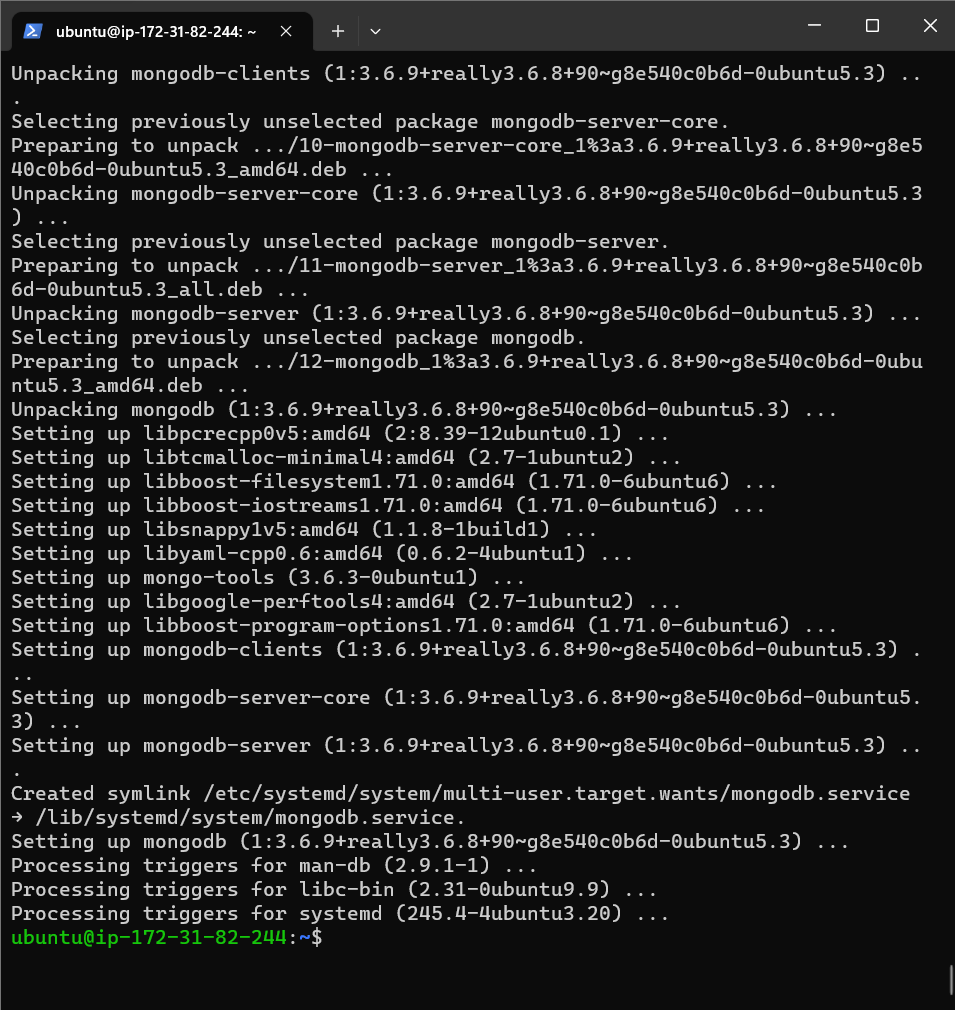 ubuntu@ip-172-31-82-244: ~
Unpacking mongodb-clients (1:3.6.9+really3.6.8+90~g8e540c0b6d-0ubuntu5.3) ..
.
Selecting previously unselected package mongodb-server-core.
Preparing to unpack .../10-mongodb-server-core_1%3a3.6.9+really3.6.8+90~g8e5
40c0b6d-0ubuntu5.3_amd64.deb ...
Unpacking mongodb-server-core (1:3.6.9+really3.6.8+90~g8e540c0b6d-0ubuntu5.3
) ...
Selecting previously unselected package mongodb-server.
Preparing to unpack .../11-mongodb-server_1%3a3.6.9+really3.6.8+90~g8e540c0b
6d-0ubuntu5.3_all.deb ...
Unpacking mongodb-server (1:3.6.9+really3.6.8+90~g8e540c0b6d-0ubuntu5.3) ...
Selecting previously unselected package mongodb.
Preparing to unpack .../12-mongodb_1%3a3.6.9+really3.6.8+90~g8e540c0b6d-0ubu
ntu5.3_amd64.deb ...
Unpacking mongodb (1:3.6.9+really3.6.8+90~g8e540c0b6d-0ubuntu5.3) ...
Setting up libpcrecpp0v5:amd64 (2:8.39-12ubuntu0.1) ...
Setting up libtcmalloc-minimal4:amd64 (2.7-1ubuntu2) ...
Setting up libboost-filesystem1.71.0:amd64 (1.71.0-6ubuntu6) ...
Setting up libboost-iostreams1.71.0:amd64 (1.71.0-6ubuntu6) ...
Setting up libsnappy1v5:amd64 (1.1.8-1build1) ...
Setting up libyaml-cpp0.6:amd64 (0.6.2-4ubuntu1) ...
Setting up mongo-tools (3.6.3-0ubuntu1) ...
Setting up libgoogle-perftools4:amd64 (2.7-1ubuntu2) ...
Setting up libboost-program-options1.71.0:amd64 (1.71.0-6ubuntu6) ...
Setting up mongodb-clients (1:3.6.9+really3.6.8+90~g8e540c0b6d-0ubuntu5.3) .
..
Setting up mongodb-server-core (1:3.6.9+really3.6.8+90~g8e540c0b6d-0ubuntu5.
3) ...
Setting up mongodb-server (1:3.6.9+really3.6.8+90~g8e540c0b6d-0ubuntu5.3) ..
.
Created symlink /etc/systemd/system/multi-user.target.wants/mongodb.service
→ /lib/systemd/system/mongodb.service.
Setting up mongodb (1:3.6.9+really3.6.8+90~g8e540c0b6d-0ubuntu5.3) ...
Processing triggers for man-db (2.9.1-1) ...
Processing triggers for libc-bin (2.31-0ubuntu9.9) ...
Processing triggers for systemd (245.4-4ubuntu3.20) ...
ubuntu@ip-172-31-82-244:~$